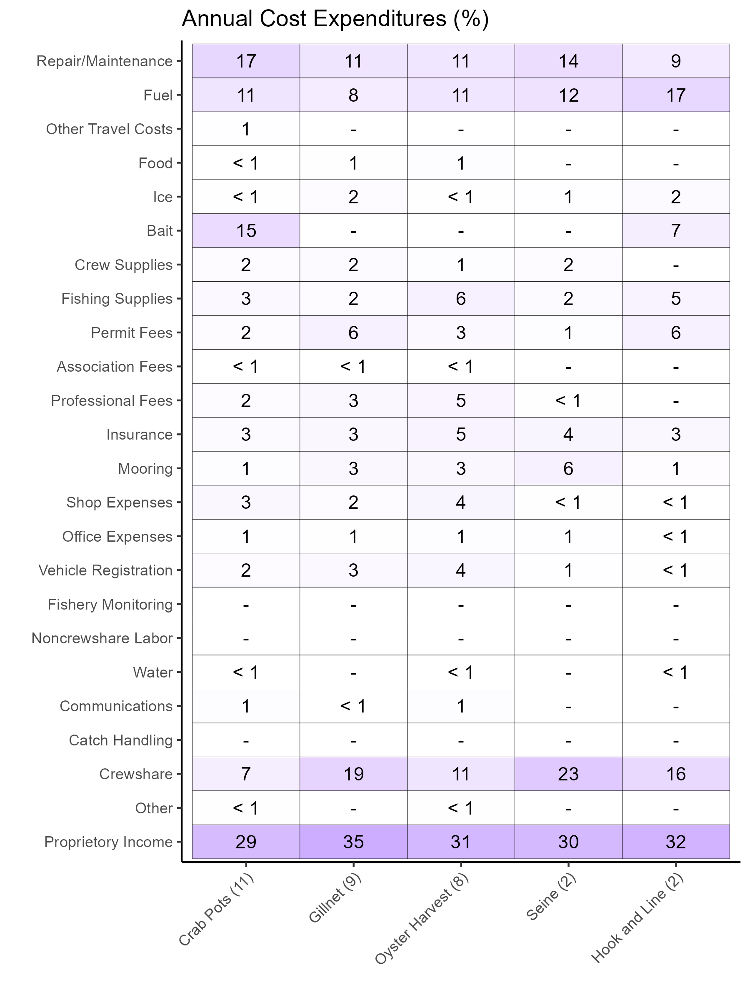 Annual Cost Expenditures (%)
Repair/Maintenance 17 11 11 14 9
Fuel 11 8 11 12 17
Other Travel Costs 1 - - - -
Food < 1 1 1 - -
Ice < 1 2 < 1 1 2
Bait 15 - - - 7
Crew Supplies 2 2 1 2 -
Fishing Supplies 3 2 6 2 5
Permit Fees 2 6 3 1 6
Association Fees < 1 < 1 < 1 - -
Professional Fees 2 3 5 < 1 -
Insurance 3 3 5 4 3
Mooring 1 3 3 6 1
Shop Expenses 3 2 4 < 1 < 1
Office Expenses 1 1 1 1 < 1
Vehicle Registration 2 3 4 1 < 1
Fishery Monitoring - - - - -
Noncrewshare Labor - - - - -
Water < 1 - < 1 - < 1
Communications 1 < 1 1 - -
Catch Handling - - - - -
Crewshare 7 19 11 23 16
Other < 1 - < 1 - -
Proprietory Income 29 35 31 30 32
Crab Pots (11)
Gillnet (9)
Oyster Harvest (8)
Seine (2)
Hook and Line (2)